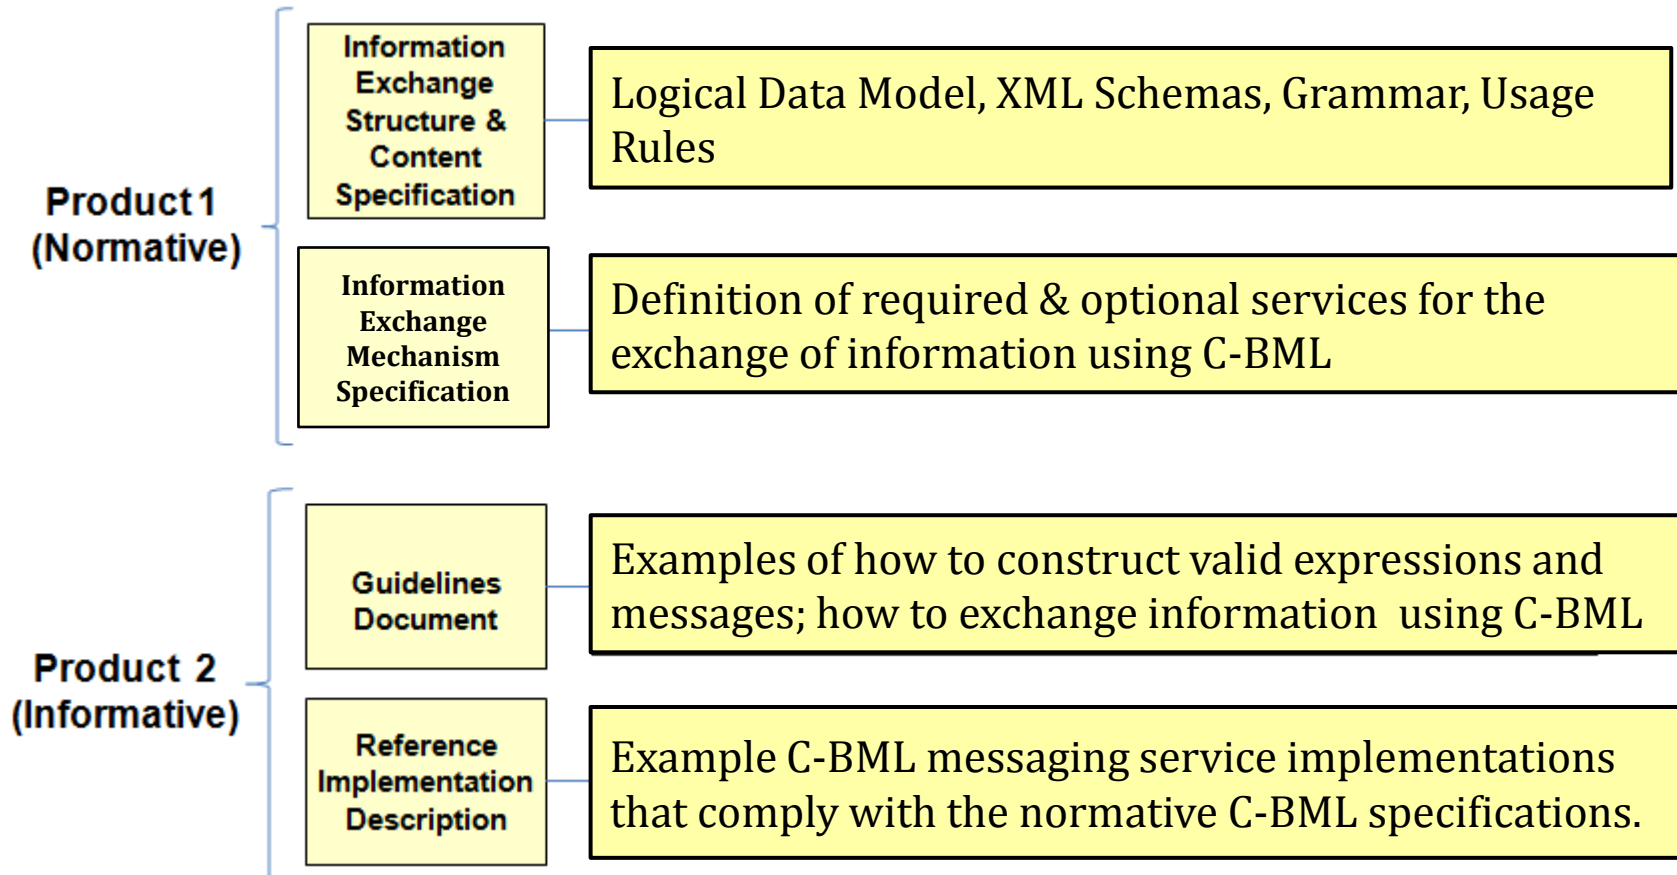 Product 1
(Normative)
Information
Exchange
Structure &
Content
Specification
Logical Data Model, XML Schemas, Grammar, Usage
Rules
Information
Exchange
Mechanism
Specification
Definition of required & optional services for the
exchange of information using C-BML
Product 2
(Informative)
Guidelines
Document
Examples of how to construct valid expressions and
messages; how to exchange information using C-BML
Reference
Implementation
Description
Example C-BML messaging service implementations
that comply with the normative C-BML specifications.